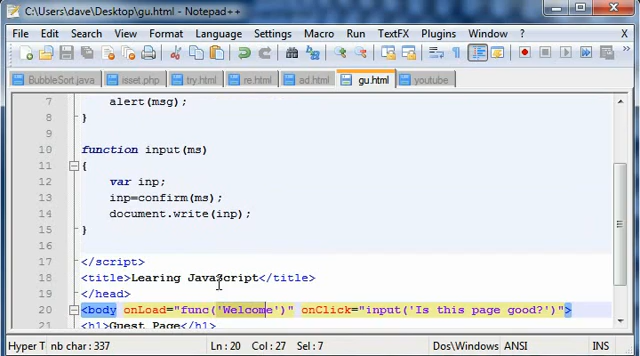 C:\Users\dave\Desktop\gu.html - Notepad++
File Edit Search View Encoding Language Settings Macro Run TextFX Plugins Window ? X
BubbleSort.java isset.php try.html re.html ad.html gu.html youtube
7 alert(msg);
8 }
9
10 function input(ms)
11 {
12 var inp;
13 inp=confirm(ms);
14 document.write(inp);
15 }
16
17 </script>
18 <title>Learing JavaScript</title>
19 </head>
20 <body onLoad="func('Welcome')" onClick="input('Is this page good?')">
21 <h1>Guest Page</h1>
Hyper T nb char : 337 Ln : 20 Col : 27 Sel : 7 Dos\Windows ANSI INS